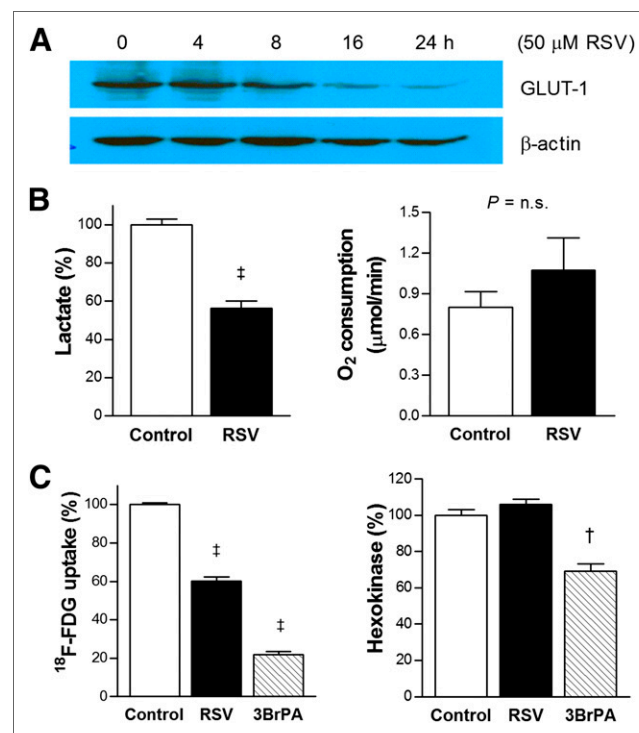 A
0 4 8 16 24 h (50 μM RSV)
GLUT-1
β-actin
B
Lactate (%)
100
80
60
40
20
0
‡
Control RSV
P = n.s.
O₂ consumption
(μmol/min)
1.5
1.2
0.9
0.6
0.3
0.0
Control RSV
C
¹⁸F-FDG uptake (%)
100
80
60
40
20
0
‡
‡
Control RSV 3BrPA
Hexokinase (%)
120
100
80
60
40
20
0
†
Control RSV 3BrPA